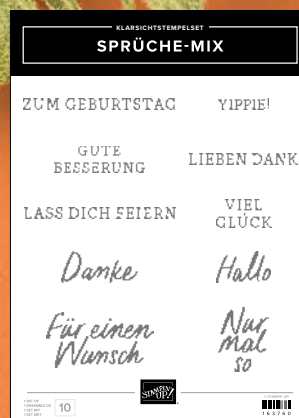 KLARSICHTSTEMPELSET
SPRÜCHE-MIX
ZUM GEBURTSTAG
YIPPIE!
GUTE
BESSERUNG
LIEBEN DANK
LASS DICH FEIERN
VIEL
GLÜCK
Danke
Hallo
Für einen
Wunsch
Nur
mal
so
10
STAMPIN'
UP!
163760